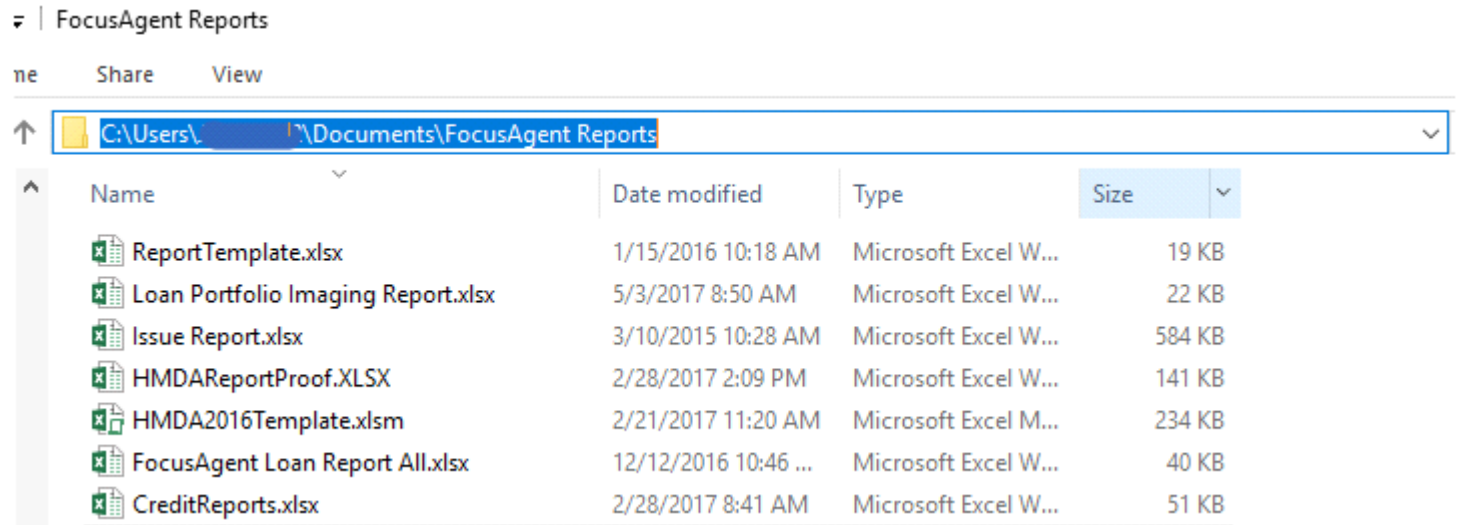 FocusAgent Reports
Share View
C:\Users\ \Documents\FocusAgent Reports
Name Date modified Type Size
ReportTemplate.xlsx 1/15/2016 10:18 AM Microsoft Excel W... 19 KB
Loan Portfolio Imaging Report.xlsx 5/3/2017 8:50 AM Microsoft Excel W... 22 KB
Issue Report.xlsx 3/10/2015 10:28 AM Microsoft Excel W... 584 KB
HMDAReportProof.XLSX 2/28/2017 2:09 PM Microsoft Excel W... 141 KB
HMDA2016Template.xlsm 2/21/2017 11:20 AM Microsoft Excel M... 234 KB
FocusAgent Loan Report All.xlsx 12/12/2016 10:46 ... Microsoft Excel W... 40 KB
CreditReports.xlsx 2/28/2017 8:41 AM Microsoft Excel W... 51 KB